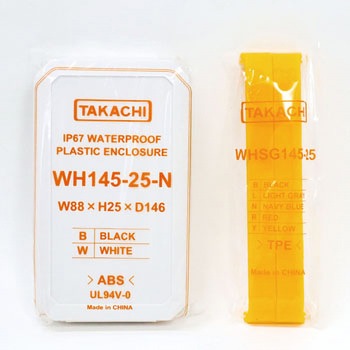 TAKACHI
IP67 WATERPROOF
PLASTIC ENCLOSURE
WH145-25-N
W88×H25×D146
B BLACK
W WHITE
>ABS<
UL94V-0
Made in CHINA
TAKACHI
WHSG145-25
B BLACK
L LIGHT GRAY
N NAVY BLUE
R RED
Y YELLOW
>TPE<
Made in CHINA